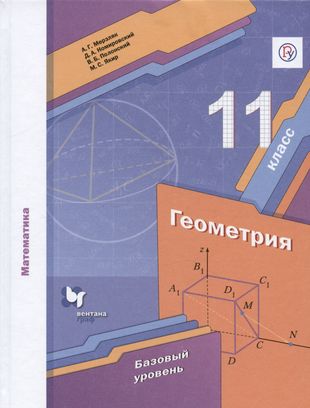 А. Г. Мерзляк
Д. А. Номировский
В. Б. Полонский
М. С. Якир
11
класс
Геометрия
Математика
z
B₁
C₁
A₁
D₁
M
N
C
D
вентана
граф
Базовый
уровень